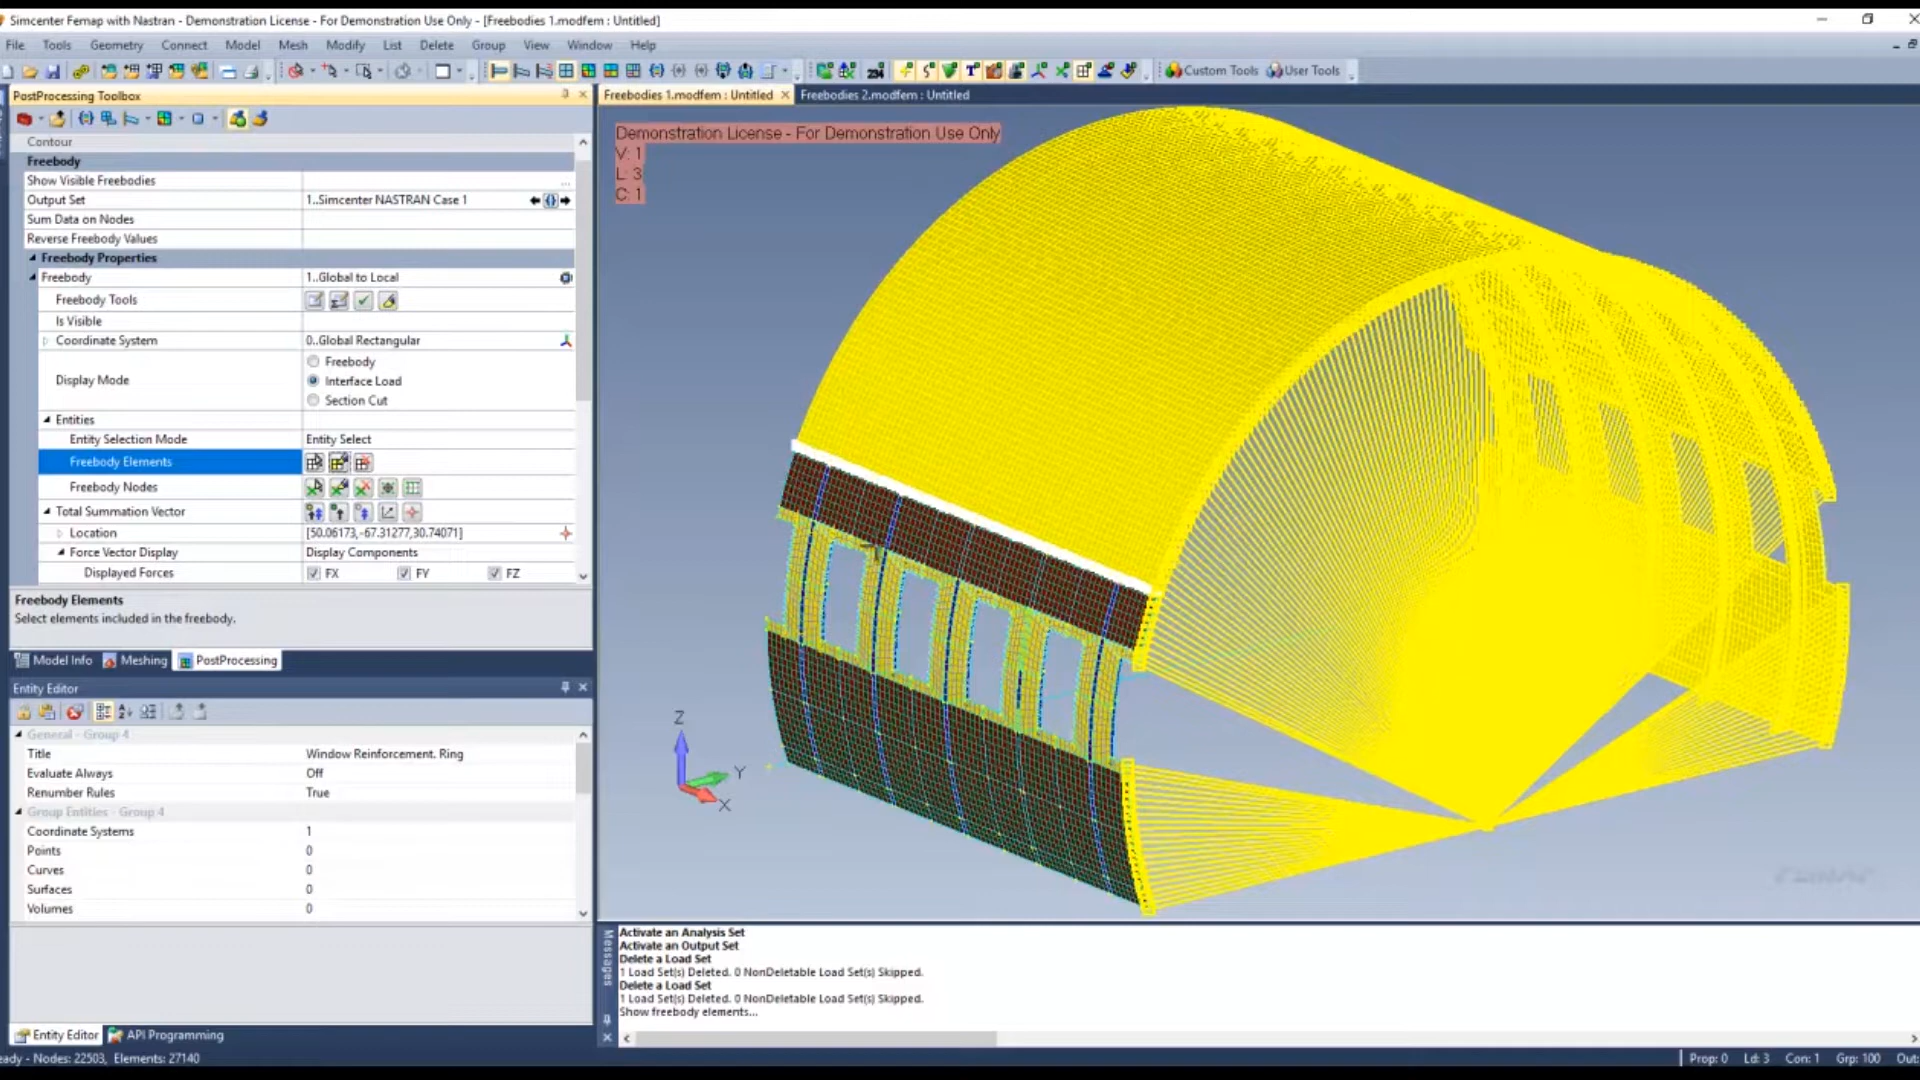 Simcenter Femap with Nastran - Demonstration License - For Demonstration Use Only - [Freebodies 1.modfem : Untitled]
File Tools Geometry Connect Model Mesh Modify List Delete Group View Window Help
Custom Tools User Tools
PostProcessing Toolbox
Freebodies 1.modfem : Untitled Freebodies 2.modfem : Untitled
Contour
Freebody
Show Visible Freebodies ...
Output Set 1..Simcenter NASTRAN Case 1
Sum Data on Nodes
Reverse Freebody Values
Freebody Properties
Freebody 1..Global to Local
Freebody Tools
Is Visible
Coordinate System 0..Global Rectangular
Display Mode
Freebody
Interface Load
Section Cut
Entities
Entity Selection Mode Entity Select
Freebody Elements
Freebody Nodes
Total Summation Vector
Location [50.06173,-67.31277,30.74071]
Force Vector Display Display Components
Displayed Forces FX FY FZ
Freebody Elements
Select elements included in the freebody.
Model Info Meshing PostProcessing
Entity Editor
General - Group 4
Title Window Reinforcement. Ring
Evaluate Always Off
Renumber Rules True
Group Entities - Group 4
Coordinate Systems 1
Points 0
Curves 0
Surfaces 0
Volumes 0
Entity Editor API Programming
Demonstration License - For Demonstration Use Only
V: 1
L: 3
C: 1
Z
Y
X
Messages
Activate an Analysis Set
Activate an Output Set
Delete a Load Set
1 Load Set(s) Deleted. 0 NonDeletable Load Set(s) Skipped.
Delete a Load Set
1 Load Set(s) Deleted. 0 NonDeletable Load Set(s) Skipped.
Show freebody elements...
eady - Nodes: 22503, Elements: 27140
Prop: 0 Ld: 3 Con: 1 Grp: 100 Out: